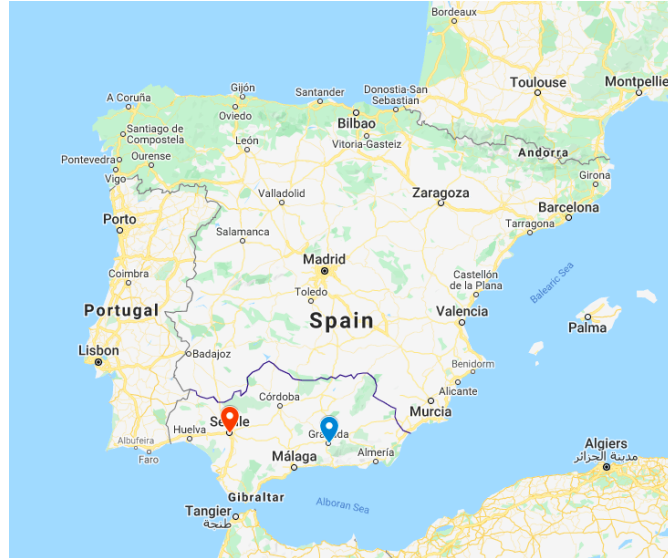 Bordeaux
Toulouse
Montpellie
Gijón
A Coruña
Santander
Donostia-San
Sebastian
Oviedo
Bilbao
Santiago de
Compostela
León
Vitoria-Gasteiz
Andorra
Pontevedra
Ourense
Vigo
Girona
Valladolid
Zaragoza
Barcelona
Porto
Tarragona
Salamanca
Madrid
Coimbra
Castellón
de la Plana
Balearic Sea
Toledo
Portugal
Spain
Valencia
Palma
Lisbon
Badajoz
Benidorm
Alicante
Córdoba
Murcia
Huelva
Albufeira
Faro
Almería
Málaga
Algiers
مدينة الجزائر
Gibraltar
Alboran Sea
Tangier
طنجة